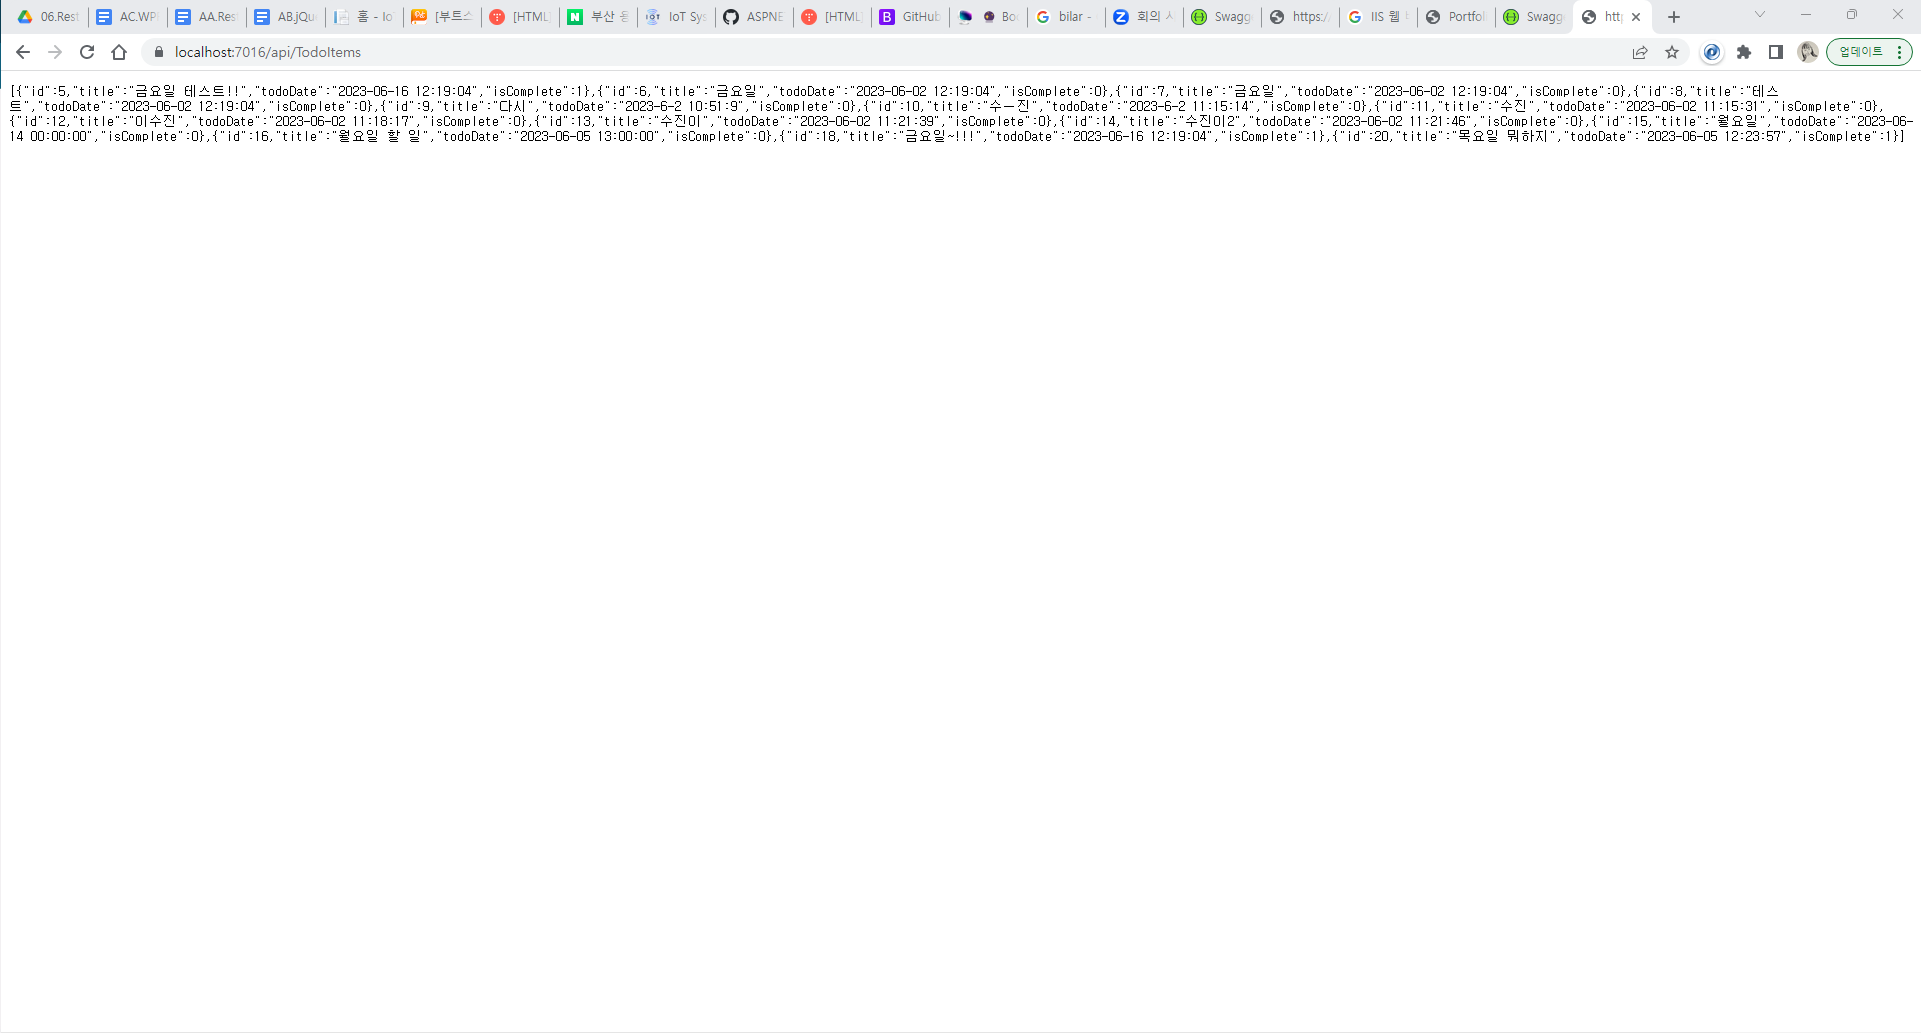 06.Rest AC.WPF AA.Res AB.jQu 홈 - Io [부트스 [HTML] 부산 동 IoT Sys ASPNE [HTML] GitHub Boo bilar - 회의 시 Swagg https:/ IIS 웹 Portfol Swagg http
localhost:7016/api/TodoItems 업데이트
[{"id":5,"title":"금요일 테스트!!","todoDate":"2023-06-16 12:19:04","isComplete":1},{"id":6,"title":"금요일","todoDate":"2023-06-02 12:19:04","isComplete":0},{"id":7,"title":"금요일","todoDate":"2023-06-02 12:19:04","isComplete":0},{"id":8,"title":"테스
트","todoDate":"2023-06-02 12:19:04","isComplete":0},{"id":9,"title":"다시","todoDate":"2023-6-2 10:51:9","isComplete":0},{"id":10,"title":"수ㅡ진","todoDate":"2023-6-2 11:15:14","isComplete":0},{"id":11,"title":"수진","todoDate":"2023-06-02 11:15:31","isComplete":0},
{"id":12,"title":"이수진","todoDate":"2023-06-02 11:18:17","isComplete":0},{"id":13,"title":"수진이","todoDate":"2023-06-02 11:21:39","isComplete":0},{"id":14,"title":"수진이2","todoDate":"2023-06-02 11:21:46","isComplete":0},{"id":15,"title":"월요일","todoDate":"2023-06-
14 00:00:00","isComplete":0},{"id":16,"title":"월요일 할 일","todoDate":"2023-06-05 13:00:00","isComplete":0},{"id":18,"title":"금요일~!!!","todoDate":"2023-06-16 12:19:04","isComplete":1},{"id":20,"title":"목요일 뭐하지","todoDate":"2023-06-05 12:23:57","isComplete":1}]